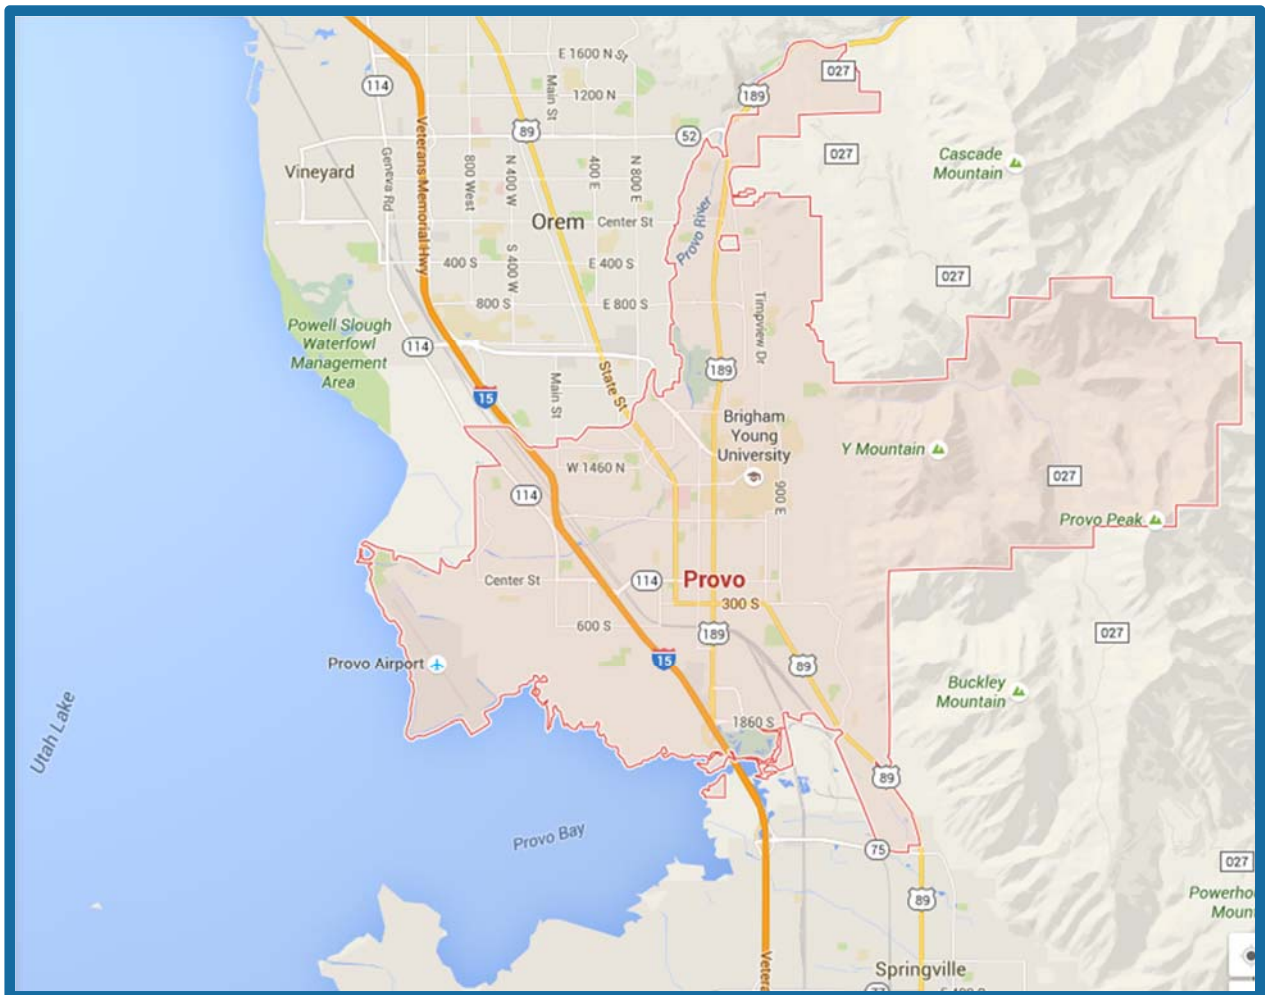 E 1600 N St
027
114
Main St
1200 N
189
89
52
027
Cascade
Mountain
Vineyard
Geneva Rd
Veterans Memorial Hwy
800 West
N 400 W
400 E
N 800 E
Orem
Center St
Provo River
S 400 W
400 S
E 400 S
027
800 S
E 800 S
Timpview Dr
Powell Slough
Waterfowl
Management
Area
114
State St
189
15
Main St
Brigham
Young
University
Y Mountain
W 1460 N
027
114
900 E
Provo Peak
Center St
114
Provo
300 S
600 S
189
027
Provo Airport
15
89
Buckley
Mountain
Utah Lake
1860 S
89
Provo Bay
75
027
89
Springville